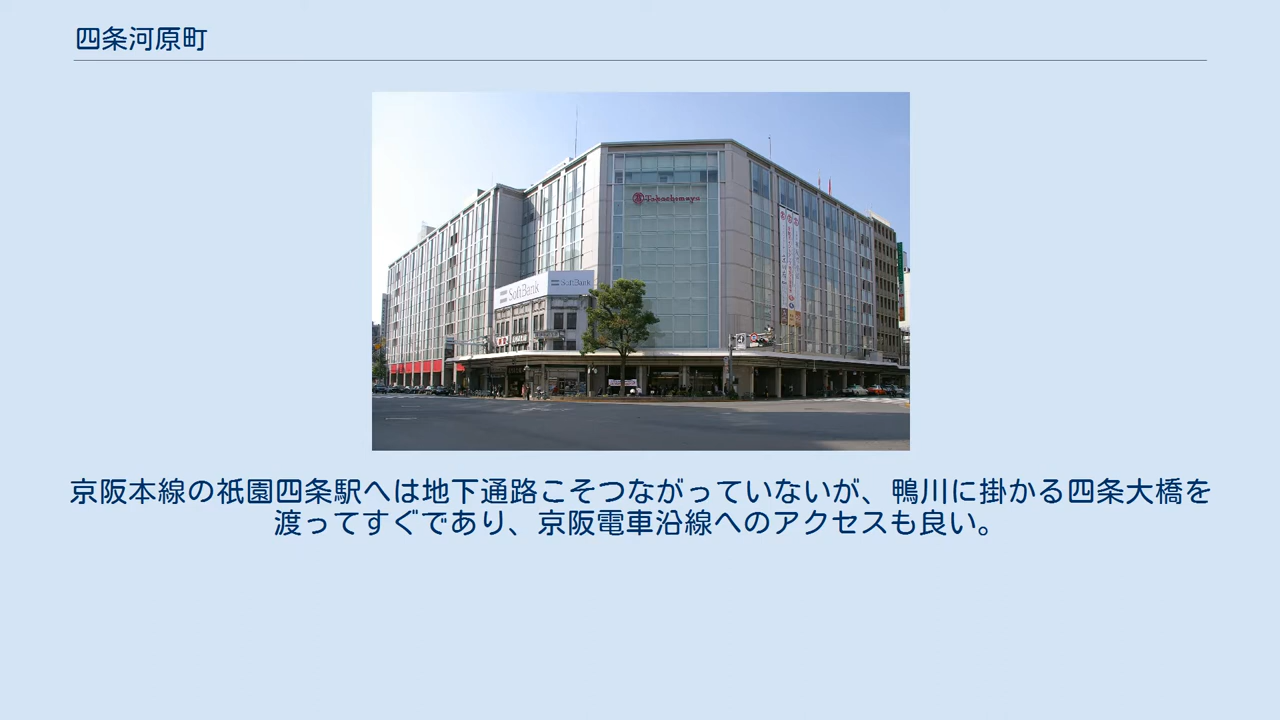 四条河原町
Takashimaya
SoftBank
SoftBank
京阪本線の祇園四条駅へは地下通路こそつながっていないが、鴨川に掛かる四条大橋を
渡ってすぐであり、京阪電車沿線へのアクセスも良い。